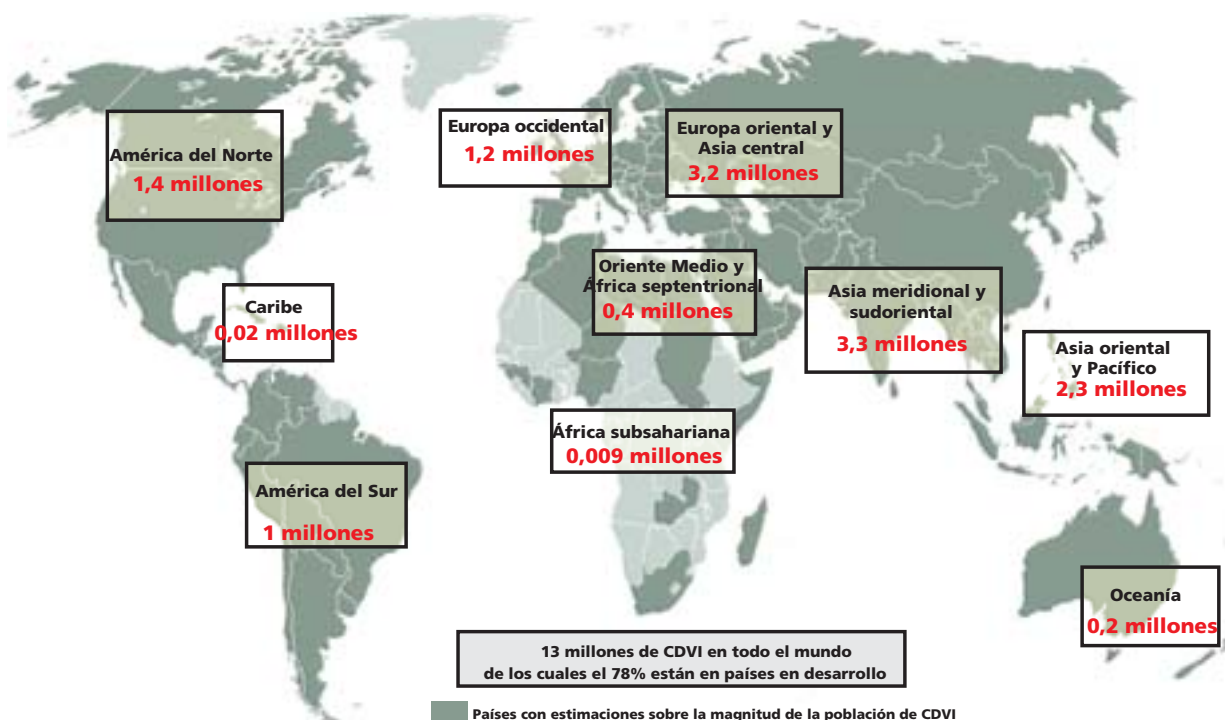 América del Norte
1,4 millones
Europa occidental
1,2 millones
Europa oriental y
Asia central
3,2 millones
Caribe
0,02 millones
Oriente Medio y
África septentrional
0,4 millones
Asia meridional y
sudoriental
3,3 millones
Asia oriental
y Pacífico
2,3 millones
África subsahariana
0,009 millones
América del Sur
1 millones
Oceanía
0,2 millones
13 millones de CDVI en todo el mundo
de los cuales el 78% están en países en desarrollo
Países con estimaciones sobre la magnitud de la población de CDVI